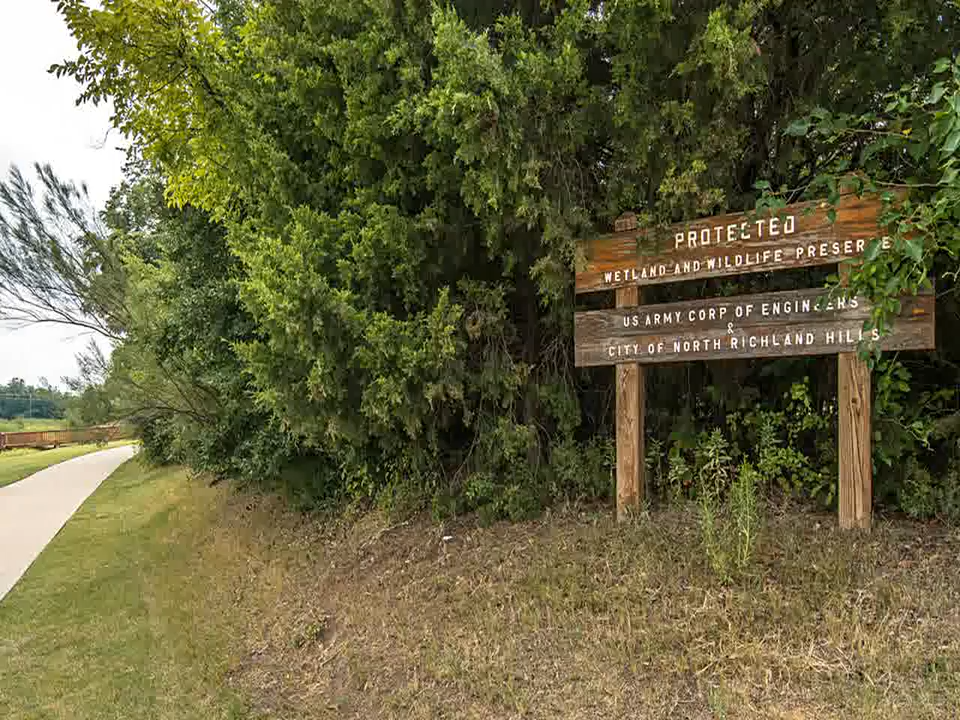 PROTECTED
WETLAND AND WILDLIFE PRESERVE
US ARMY CORP OF ENGINEERS
&
CITY OF NORTH RICHLAND HILLS